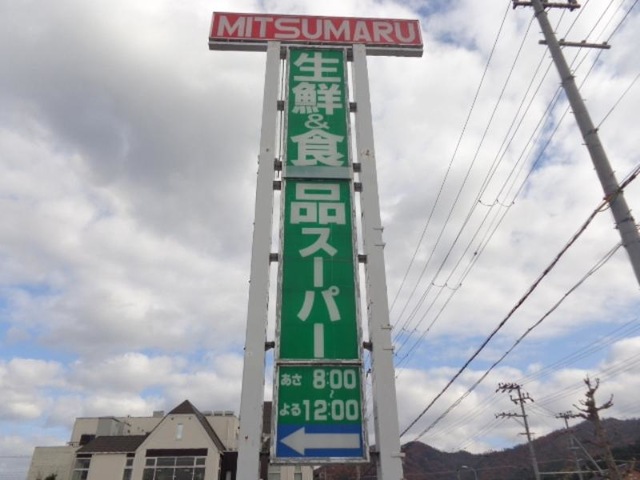 MITSUMARU
生鮮&食品スーパー
あさ 8:00
~
よる 12:00